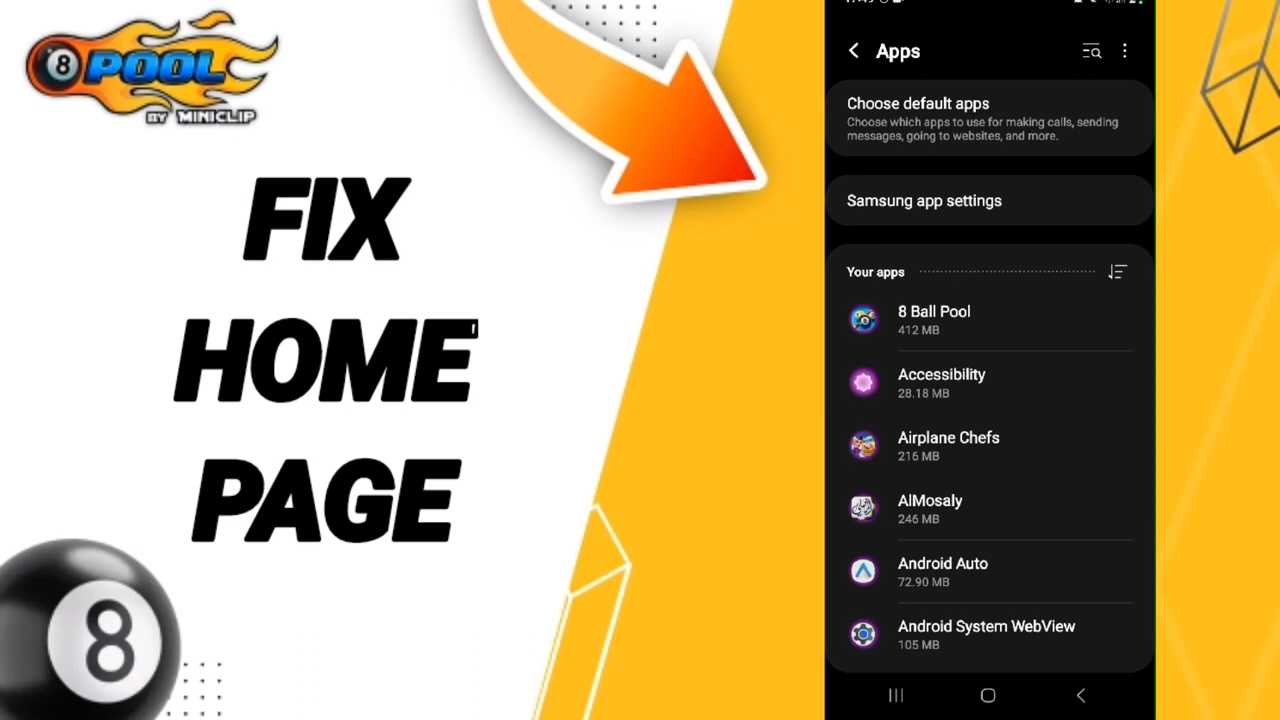 8 POOL
BY MINICLIP
FIX
HOME
PAGE
8
Apps
Choose default apps
Choose which apps to use for making calls, sending
messages, going to websites, and more.
Samsung app settings
Your apps
8 Ball Pool
412 MB
Accessibility
28.18 MB
Airplane Chefs
216 MB
AlMosaly
246 MB
Android Auto
72.90 MB
Android System WebView
105 MB